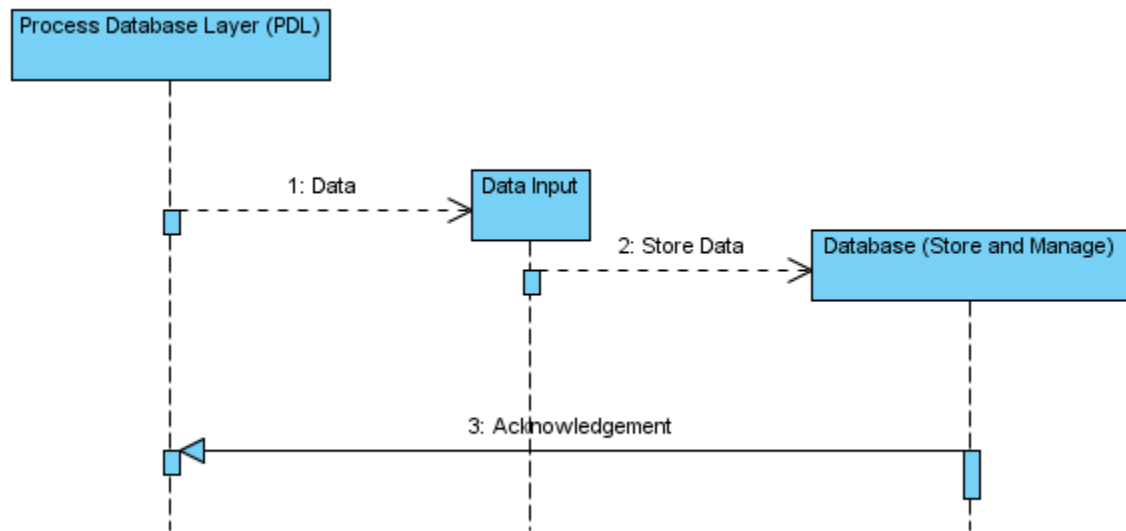 Process Database Layer (PDL)
1: Data
Data Input
2: Store Data
Database (Store and Manage)
3: Acknowledgement